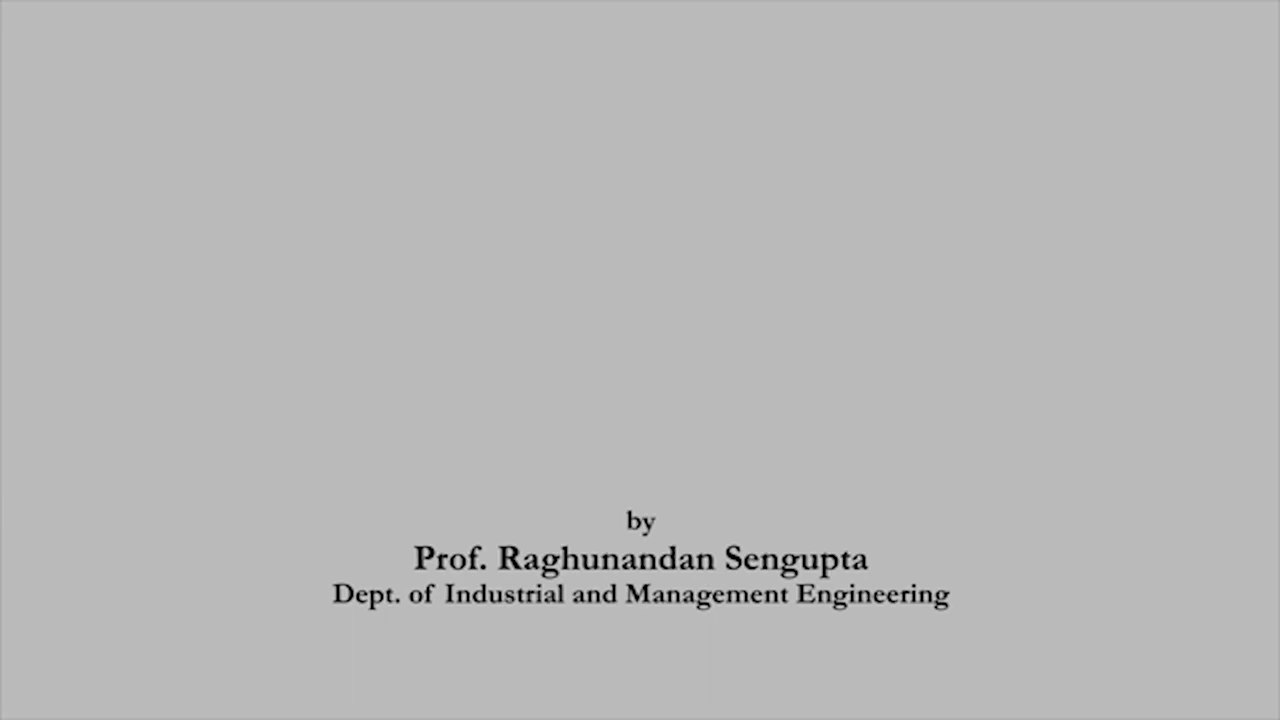 by
Prof. Raghunandan Sengupta
Dept. of Industrial and Management Engineering